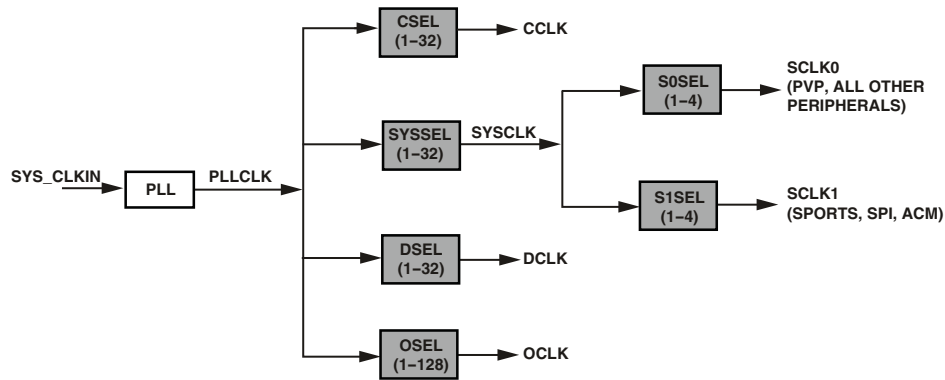 SYS_CLKIN
PLL
PLLCLK
CSEL
(1–32)
CCLK
SYSSEL
(1–32)
SYSCLK
S0SEL
(1–4)
SCLK0
(PVP, ALL OTHER
PERIPHERALS)
S1SEL
(1–4)
SCLK1
(SPORTS, SPI, ACM)
DSEL
(1–32)
DCLK
OSEL
(1–128)
OCLK